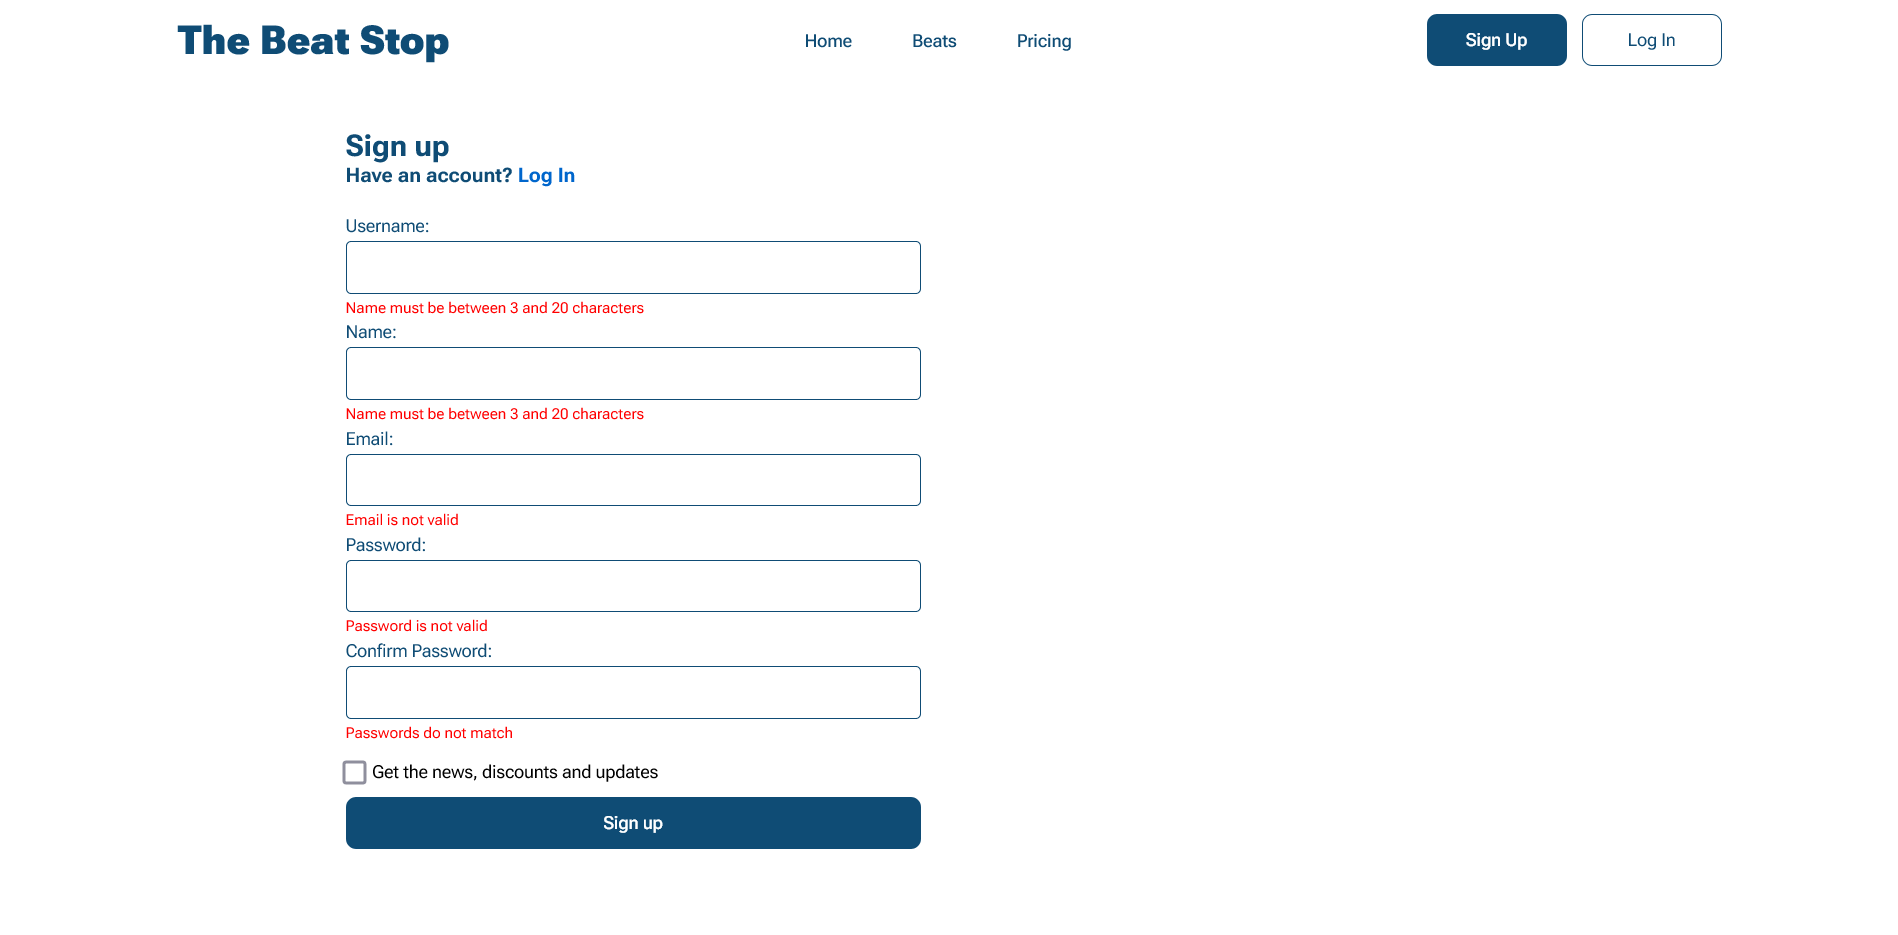 The Beat Stop
Home Beats Pricing
Sign Up Log In
Sign up
Have an account? Log In
Username:
Name must be between 3 and 20 characters
Name:
Name must be between 3 and 20 characters
Email:
Email is not valid
Password:
Password is not valid
Confirm Password:
Passwords do not match
Get the news, discounts and updates
Sign up